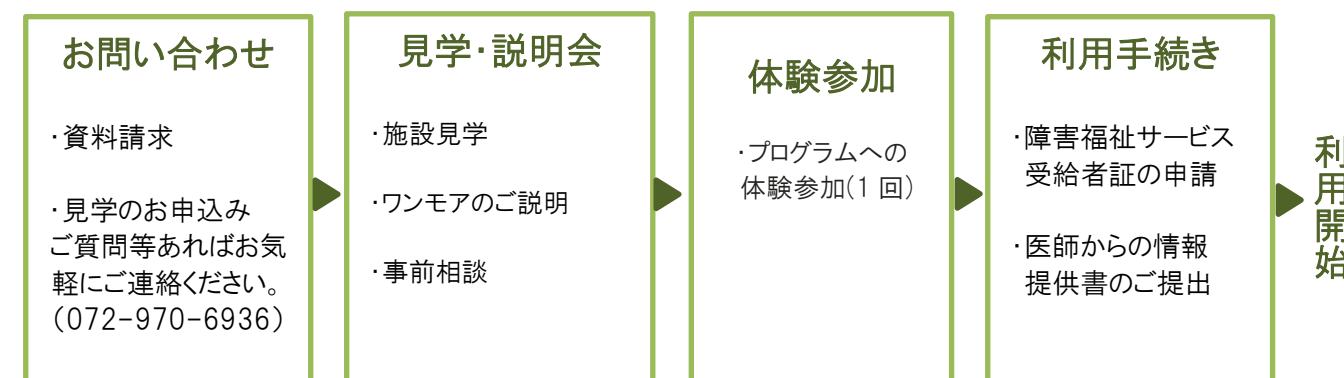 お問い合わせ
・資料請求
・見学のお申込み
ご質問等あればお気
軽にご連絡ください。
(072-970-6936)
見学・説明会
・施設見学
・ワンモアのご説明
・事前相談
体験参加
・プログラムへの
体験参加(1 回)
利用手続き
・障害福祉サービス
受給者証の申請
・医師からの情報
提供書のご提出
利用開始